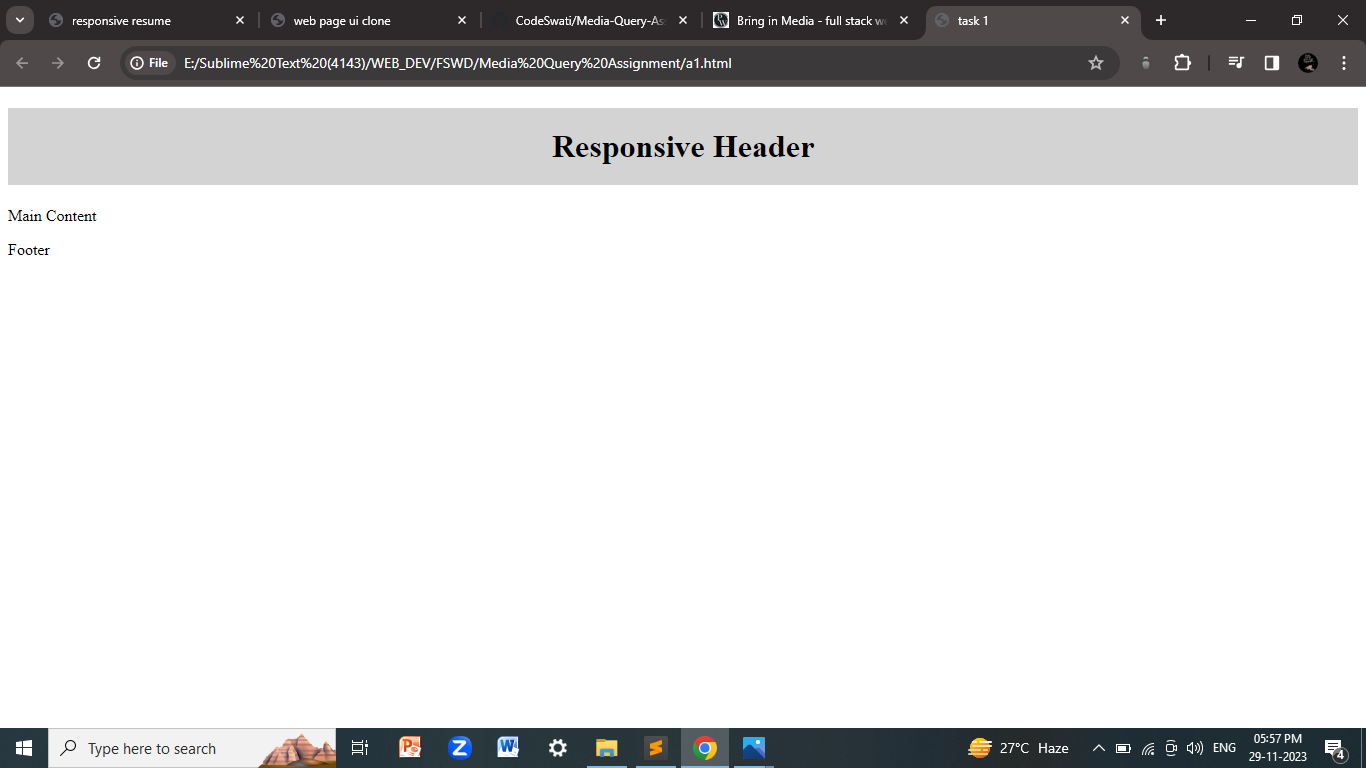 responsive resume
web page ui clone
CodeSwati/Media-Query-As
Bring in Media - full stack we
task 1
File
E:/Sublime%20Text%20(4143)/WEB_DEV/FSWD/Media%20Query%20Assignment/a1.html
Responsive Header
Main Content
Footer
Type here to search
27°C Haze
ENG
05:57 PM
29-11-2023
4